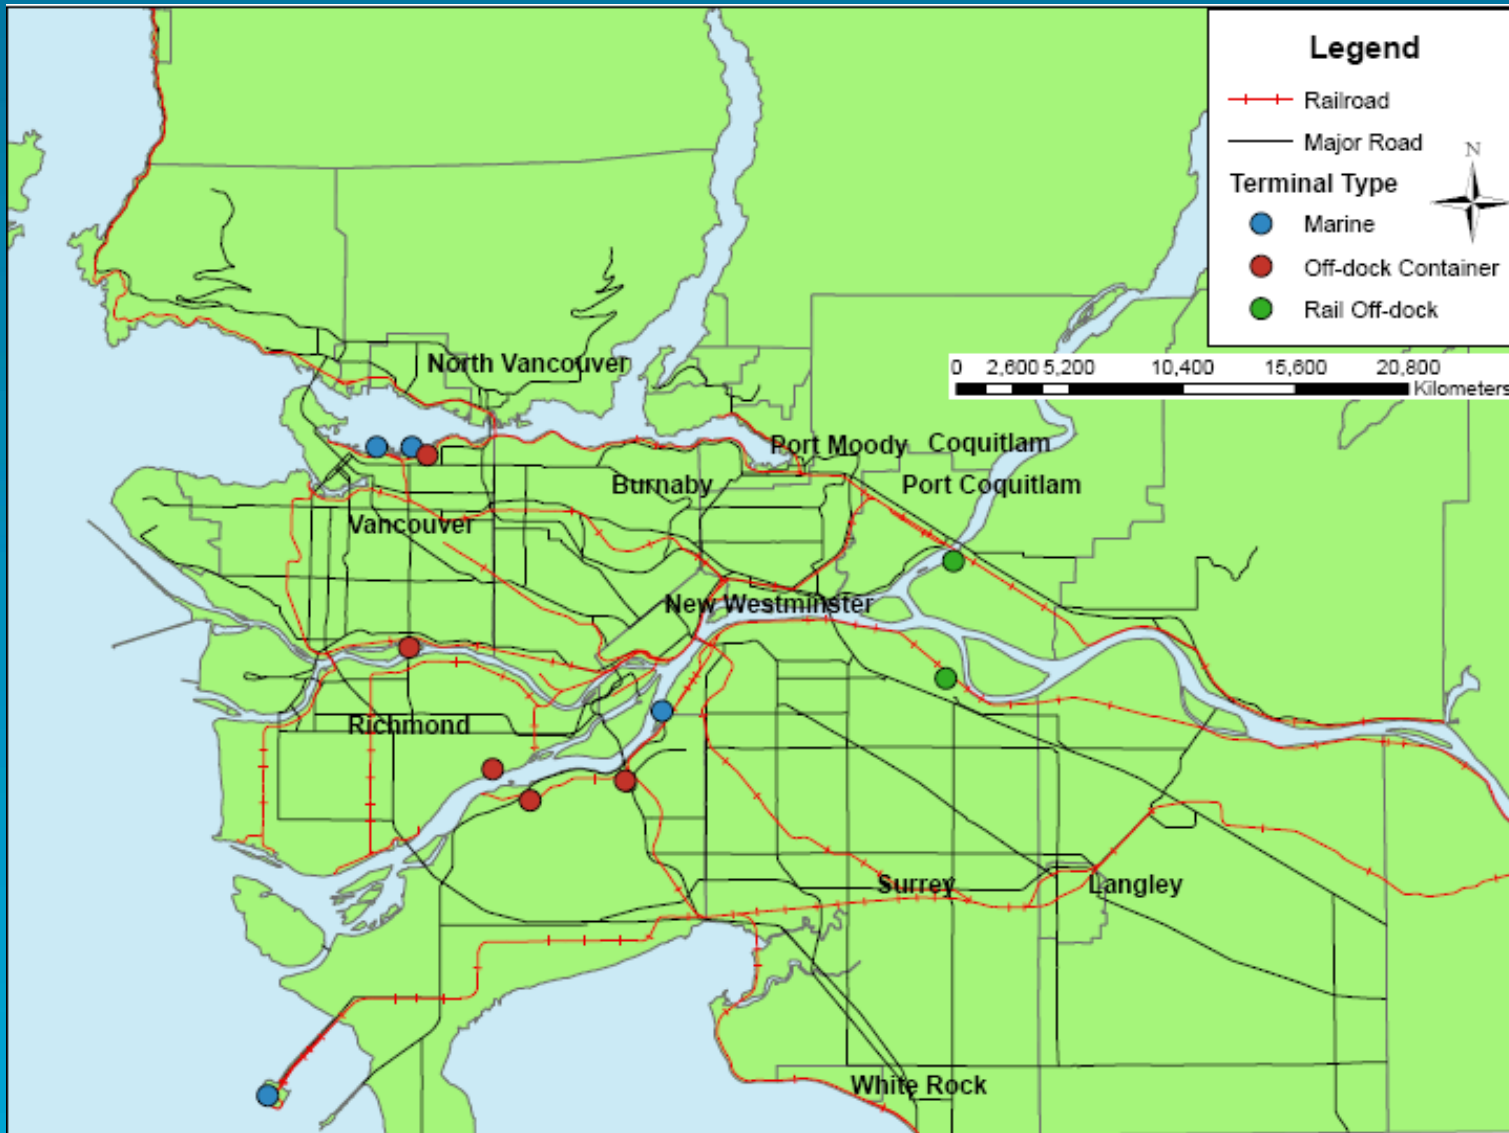 Legend
Railroad
Major Road
N
Terminal Type
Marine
Off-dock Container
Rail Off-dock
0 2,600 5,200 10,400 15,600 20,800
Kilometers
North Vancouver
Port Moody
Coquitlam
Burnaby
Port Coquitlam
Vancouver
New Westminster
Richmond
Surrey
Langley
White Rock